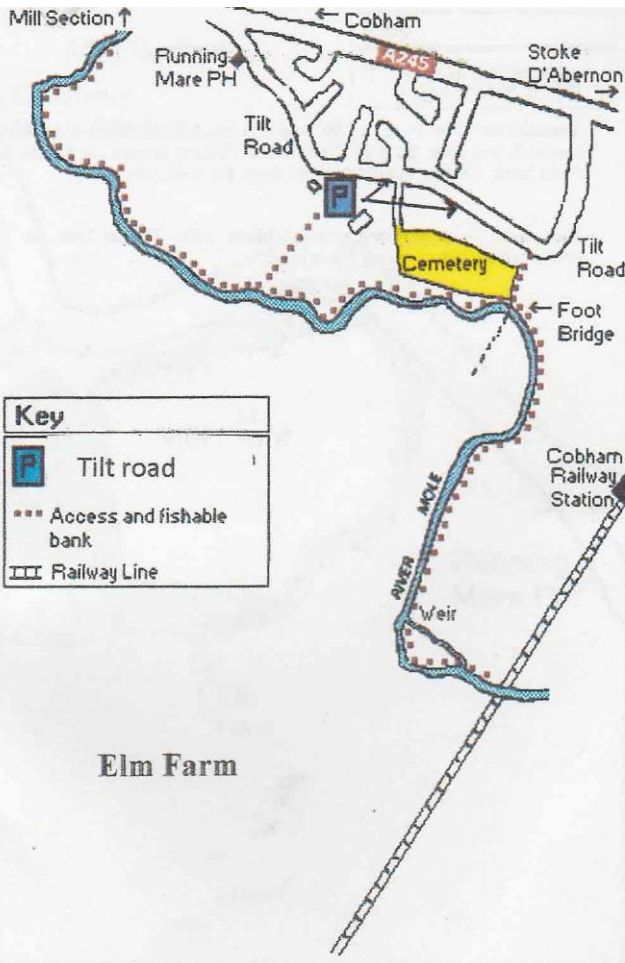 Mill Section ↑
← Cobham
Running
Mare PH
A245
Stoke
D'Abernon
→
Tilt
Road
P
Cemetery
Tilt
Road
← Foot
Bridge
Key
P Tilt road
Access and fishable
bank
Railway Line
Cobham
Railway
Station
RIVER MOLE
Weir
Elm Farm